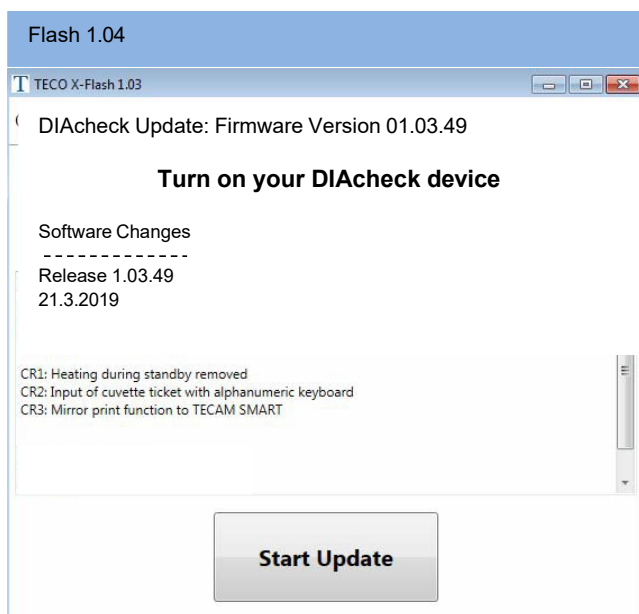 Flash 1.04
T TECO X-Flash 1.03
DIAcheck Update: Firmware Version 01.03.49
Turn on your DIAcheck device
Software Changes
-------------
Release 1.03.49
21.3.2019
CR1: Heating during standby removed
CR2: Input of cuvette ticket with alphanumeric keyboard
CR3: Mirror print function to TECAM SMART
Start Update